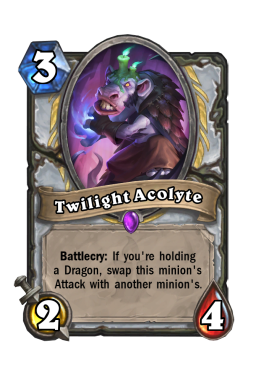 3
Twilight Acolyte
Battlecry: If you're holding
a Dragon, swap this minion's
Attack with another minion's.
2
4